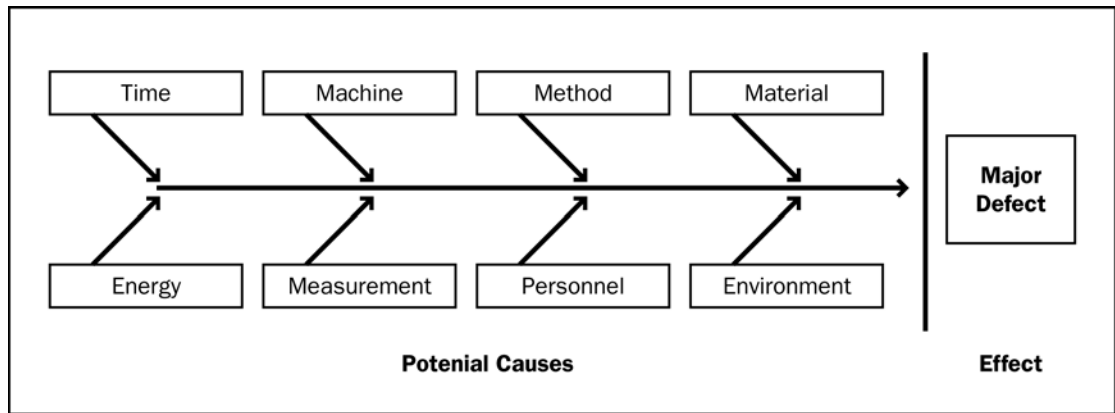 Time
Machine
Method
Material
Major
Defect
Energy
Measurement
Personnel
Environment
Potenial Causes
Effect